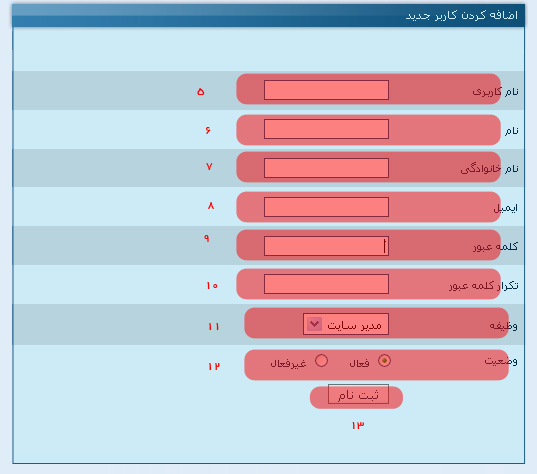 اضافه کردن کاربر جدید
نام کاربری ۵
نام ۶
نام خانوادگی ۷
ایمیل ۸
کلمه عبور ۹
تکرار کلمه عبور ۱۰
وظیفه مدیر سایت ۱۱
وضعیت فعال غیرفعال ۱۲
ثبت نام
۱۳